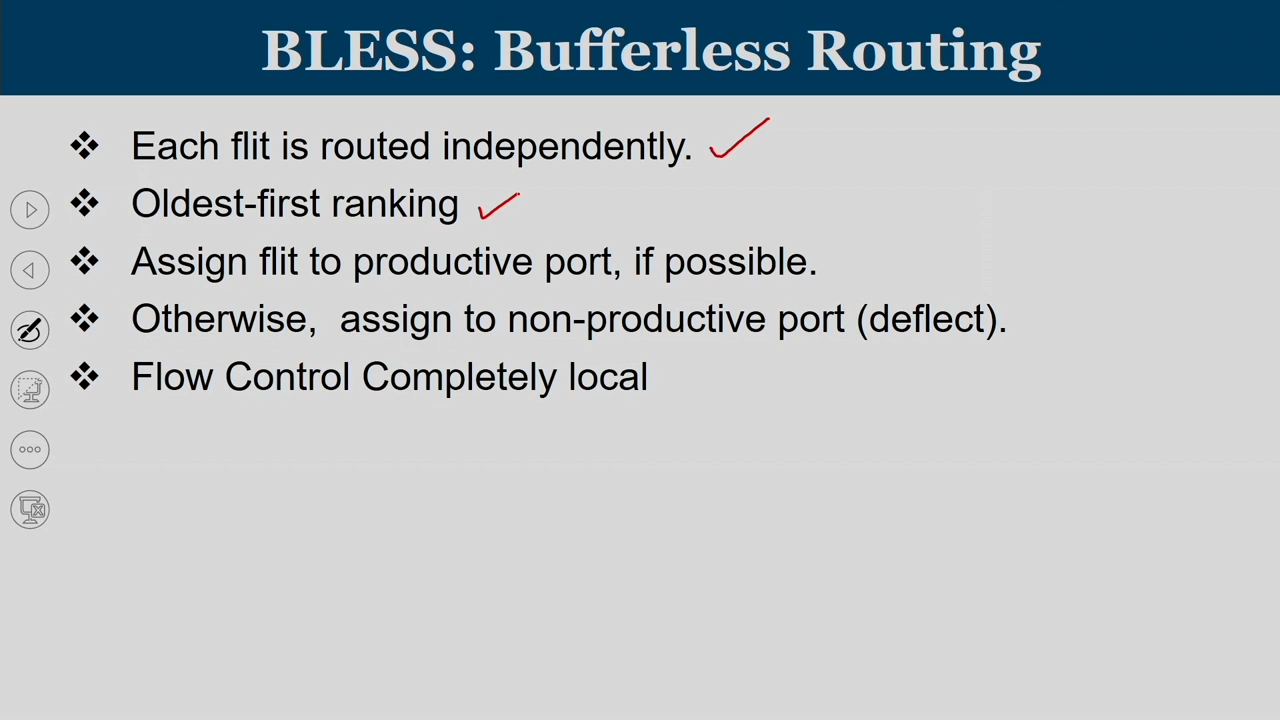 BLESS: Bufferless Routing
❖ Each flit is routed independently.
❖ Oldest-first ranking
❖ Assign flit to productive port, if possible.
❖ Otherwise, assign to non-productive port (deflect).
❖ Flow Control Completely local